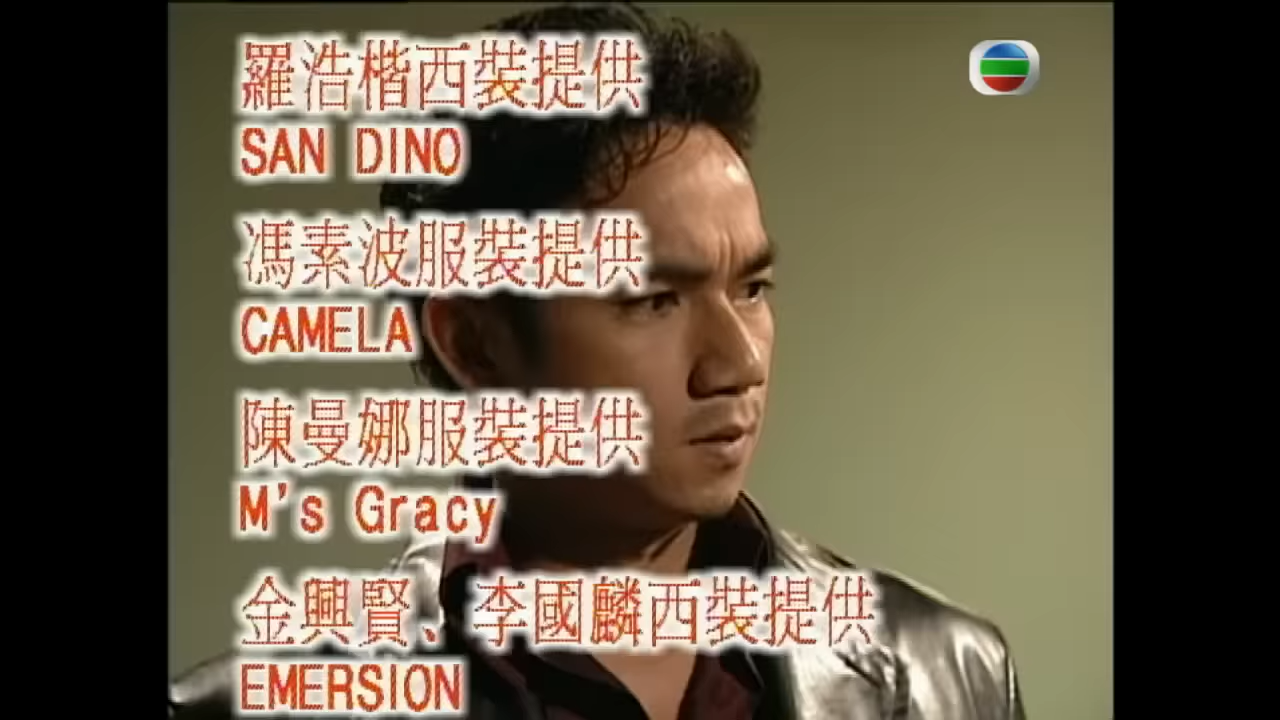 羅浩楷西裝提供
SAN DINO
馮素波服裝提供
CAMELA
陳曼娜服裝提供
M's Gracy
金興賢、李國麟西裝提供
EMERSION